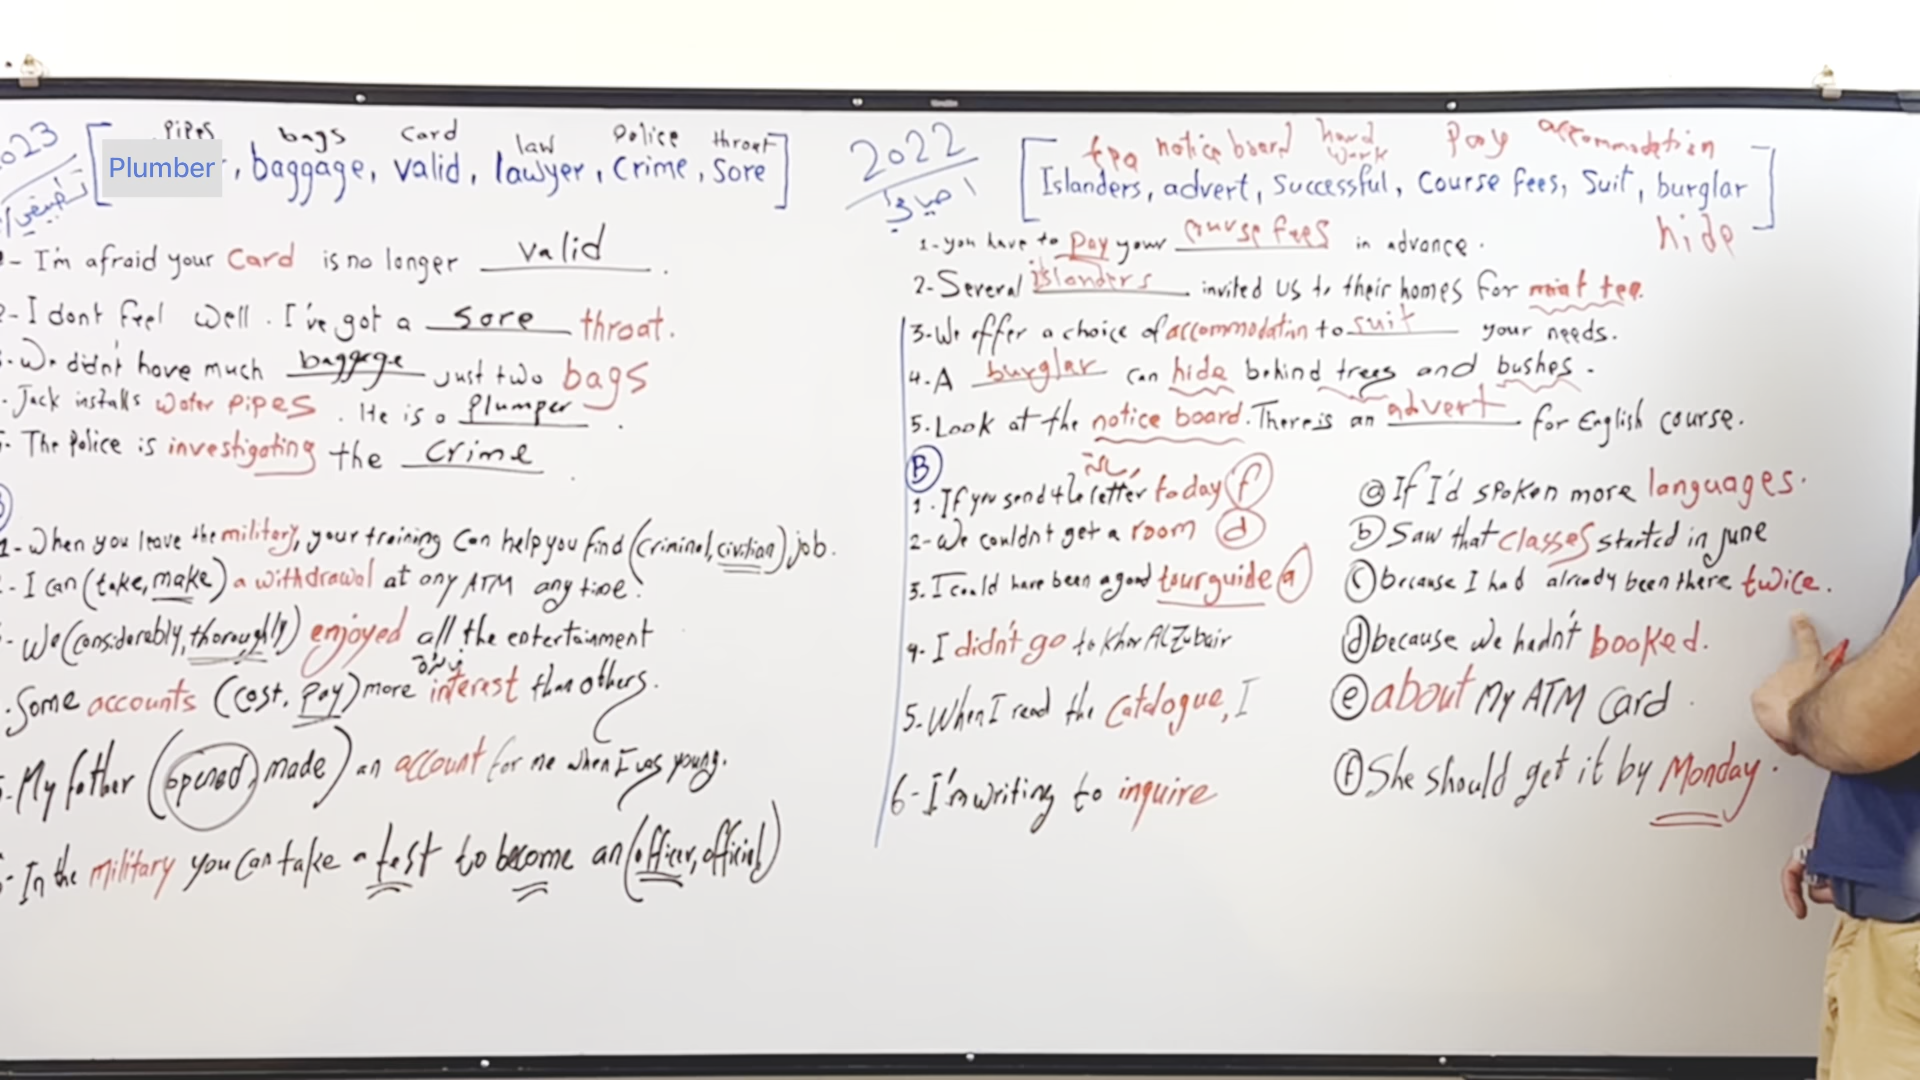 2023
pipes bags card law Police throat
[Plumber, baggage, valid, lawyer, crime, sore]
- I'm afraid your card is no longer valid.
- I dont feel well. I've got a sore throat.
- We didn't have much baggage just two bags
- Jack installs water pipes. He is a Plumper.
- The Police is investigating the crime.
1- When you leave the military, your training can help you find (criminal, civilian) job.
- I can (take, make) a withdrawal at any ATM any time.
- We (considerably, thoroughly) enjoyed all the entertainment
- Some accounts (cost, pay) more interest than others.
- My father (opened, made) an account for me when I was young.
- In the military you can take a test to become an (officer, official)
2022
tea notice board hard work pay accommodation
[Islanders, advert, successful, course fees, suit, burglar]
hide
1- you have to pay your course fees in advance.
2- Several islanders invited us to their homes for mint tea.
3- We offer a choice of accommodation to suit your needs.
4. A burglar can hide behind trees and bushes.
5. Look at the notice board. There is an advert for English course.
B
1. If you send the letter today f
2- We couldn't get a room d
3. I could have been a good tour guide a
4. I didn't go to Khor Al Zubair
5. When I read the catalogue, I
6- I'm writing to inquire
a If I'd spoken more languages.
b Saw that classes started in june
c because I had already been there twice.
d because we hadn't booked.
e about my ATM card.
f She should get it by Monday.